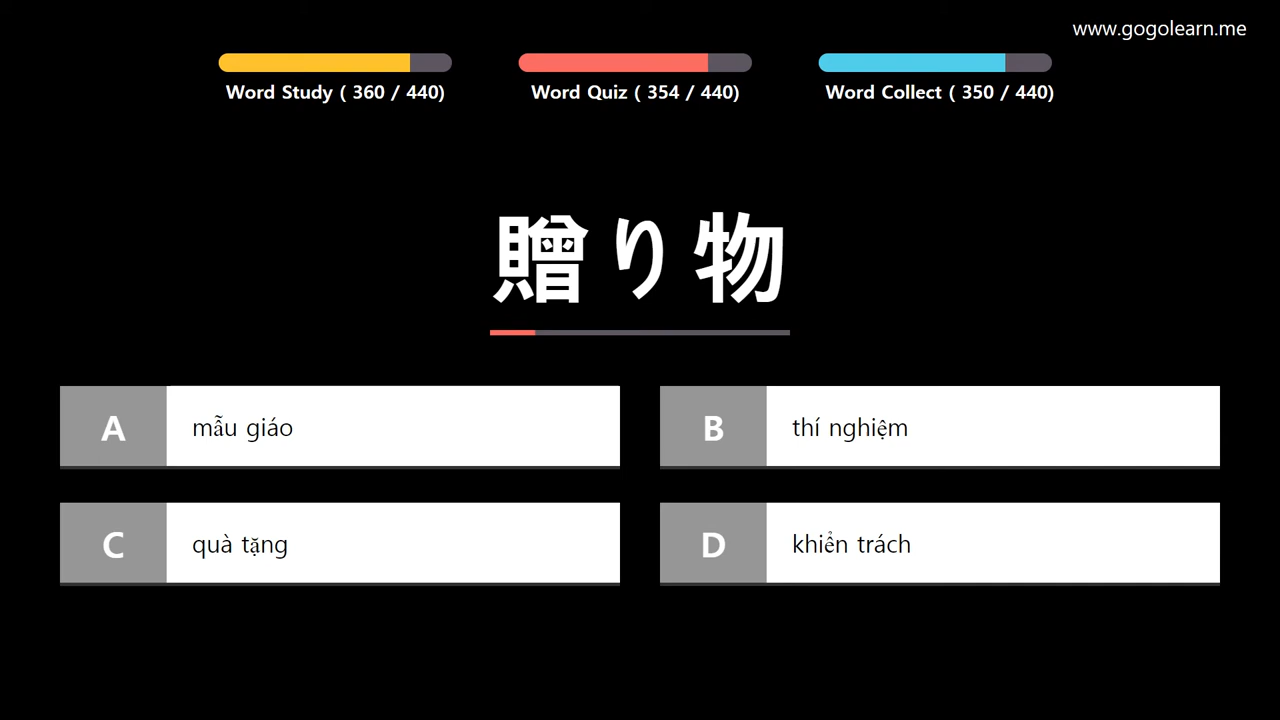 www.gogolearn.me
Word Study ( 360 / 440)
Word Quiz ( 354 / 440)
Word Collect ( 350 / 440)
贈り物
A mẫu giáo
B thí nghiệm
C quà tặng
D khiển trách